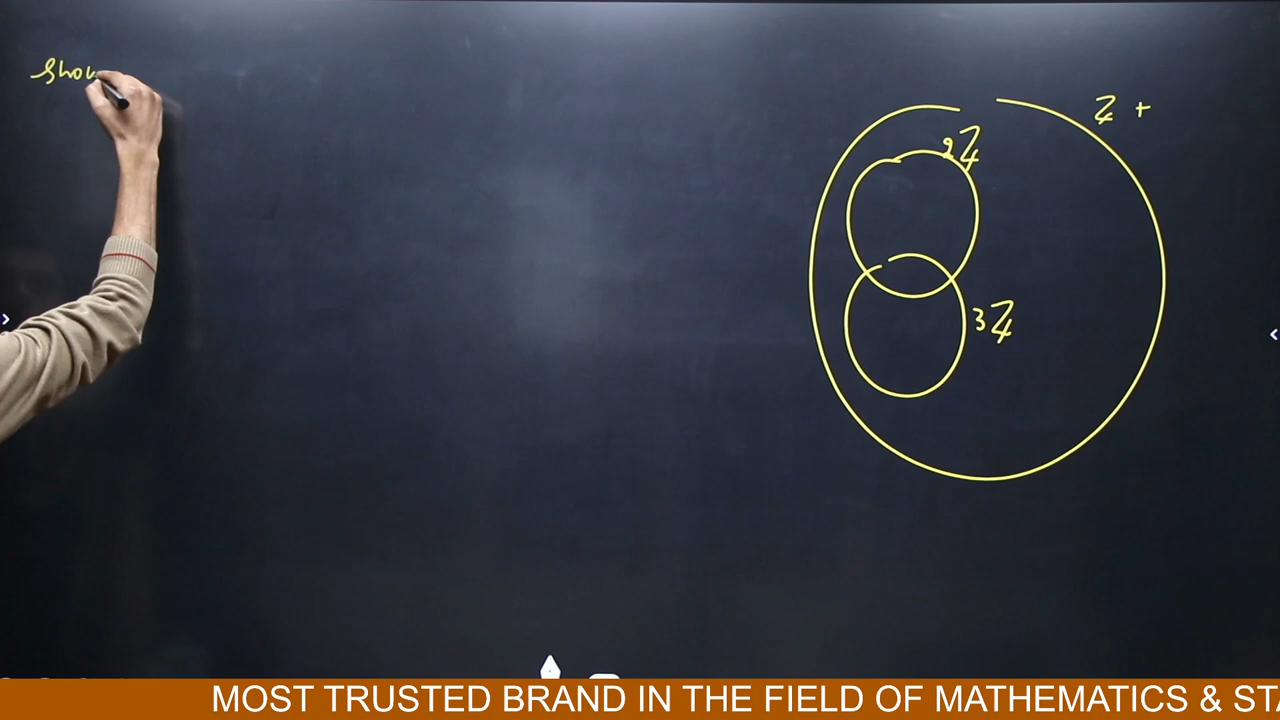 Show
ℤ +
2ℤ
3ℤ
MOST TRUSTED BRAND IN THE FIELD OF MATHEMATICS & STA